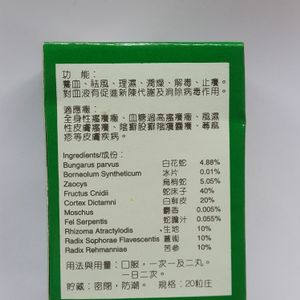 功 能:
養血、祛風、理濕、潤燥、解毒、止癢。
對血液有促進新陳代謝及消除病毒作用。
適應癥:
全身性瘙癢癥、血糖過高瘙癢癥、風濕
性皮膚瘙癢、陰囊股癬陰癢癥、蕁麻
疹等皮膚疾病。
Ingredients/成份:
Bungarus parvus 白花蛇 4.88%
Borneolum Syntheticum 冰片 0.01%
Zaocys 烏梢蛇 5.05%
Fructus Cnidii 蛇床子 40%
Cortex Dictamni 白鮮皮 20%
Moschus 麝香 0.005%
Fel Serpentis 蛇膽汁 0.055%
Rhizoma Atractylodis 生地 10%
Radix Sophorae Flavescentis 蒼術 10%
Radix Rehmanniae 苦參 10%
用法與用量: 口服,一次一及二丸。
一日二次。
貯藏: 密閉,防潮。 規格: 20粒庄